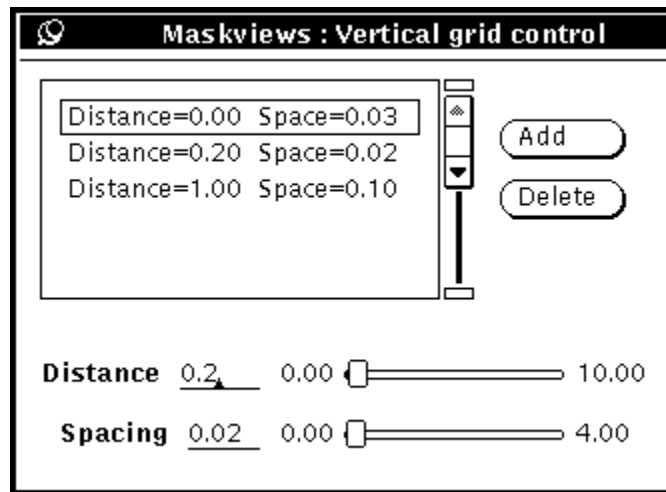 Maskviews : Vertical grid control
Distance=0.00 Space=0.03
Distance=0.20 Space=0.02
Distance=1.00 Space=0.10
Add
Delete
Distance 0.2 0.00 10.00
Spacing 0.02 0.00 4.00